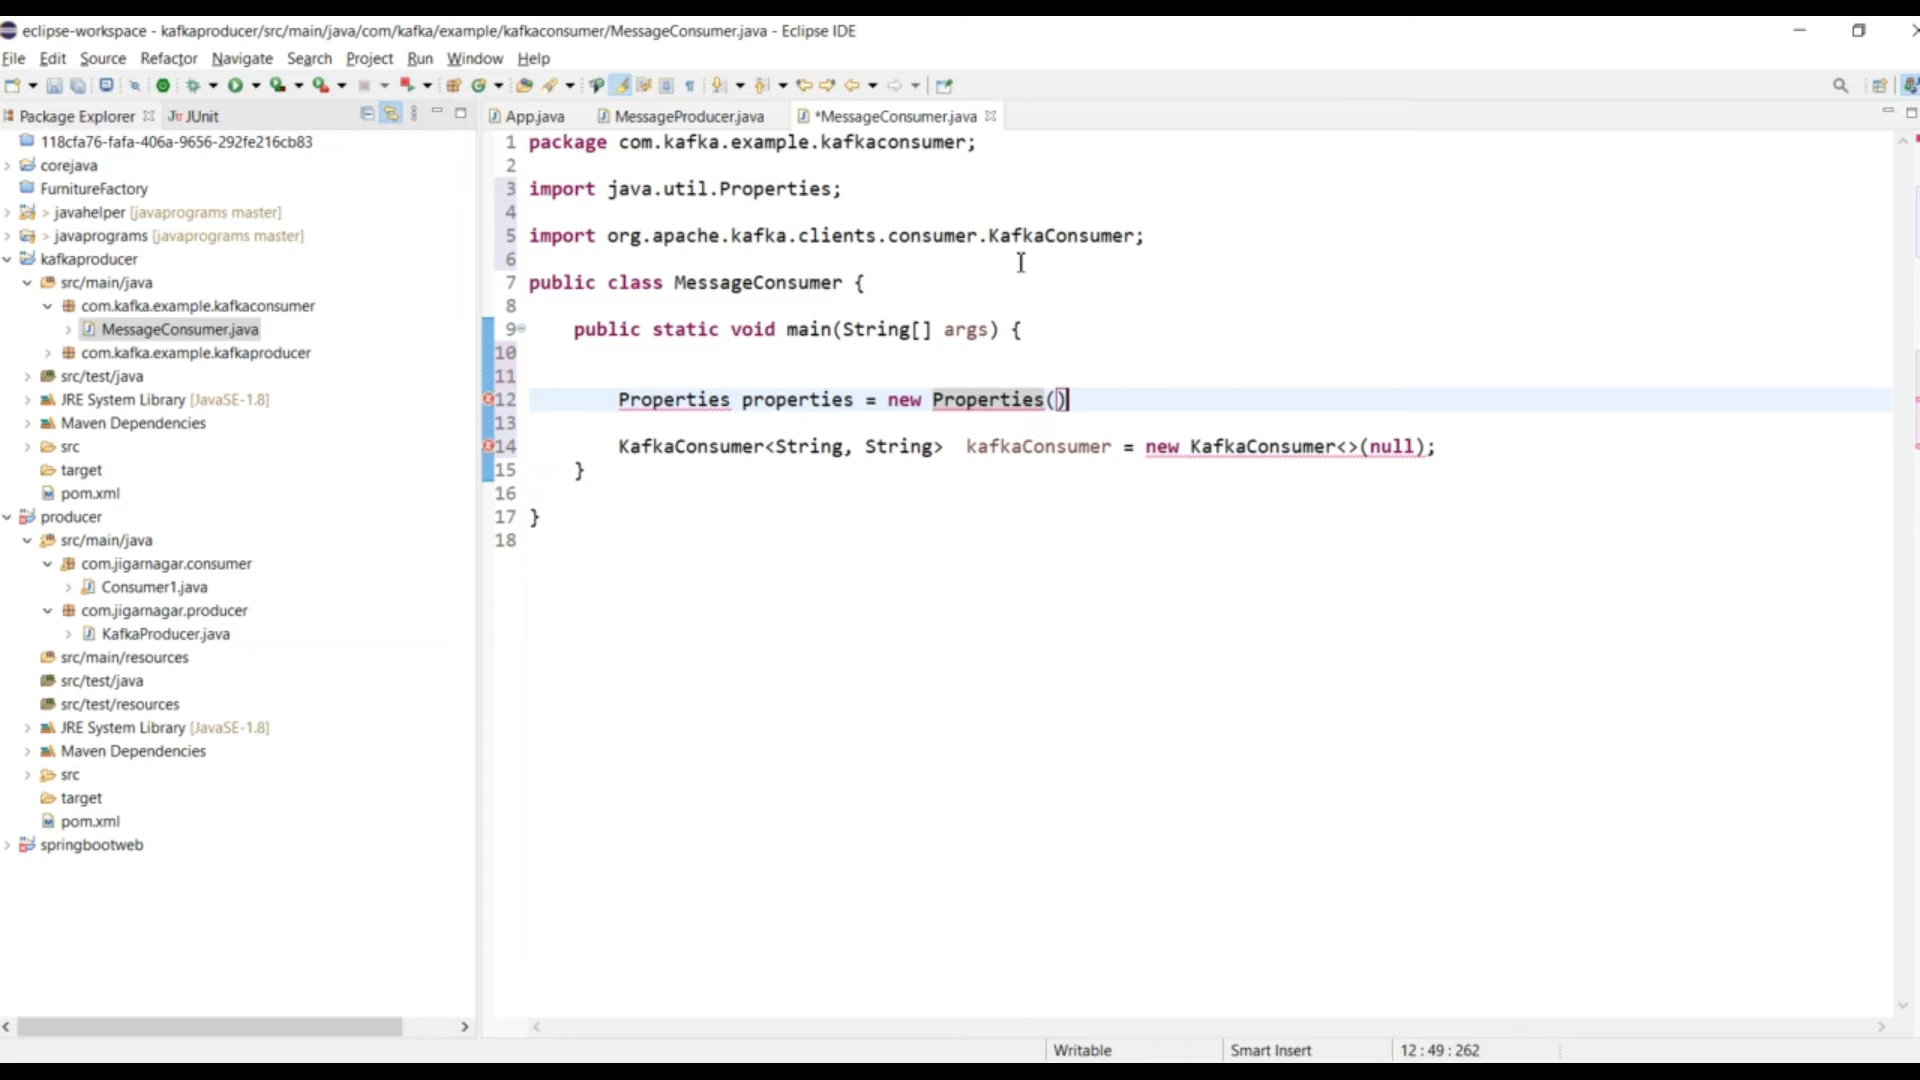 eclipse-workspace - kafkaproducer/src/main/java/com/kafka/example/kafkaconsumer/MessageConsumer.java - Eclipse IDE
File Edit Source Refactor Navigate Search Project Run Window Help
Package Explorer JUnit
App.java MessageProducer.java *MessageConsumer.java
118cfa76-fafa-406a-9656-292fe216cb83
corejava
FurnitureFactory
> javahelper [javaprograms master]
> javaprograms [javaprograms master]
kafkaproducer
src/main/java
com.kafka.example.kafkaconsumer
MessageConsumer.java
com.kafka.example.kafkaproducer
src/test/java
JRE System Library [JavaSE-1.8]
Maven Dependencies
src
target
pom.xml
producer
src/main/java
com.jigarnagar.consumer
Consumer1.java
com.jigarnagar.producer
KafkaProducer.java
src/main/resources
src/test/java
src/test/resources
JRE System Library [JavaSE-1.8]
Maven Dependencies
src
target
pom.xml
springbootweb
1 package com.kafka.example.kafkaconsumer;
2
3 import java.util.Properties;
4
5 import org.apache.kafka.clients.consumer.KafkaConsumer;
6
7 public class MessageConsumer {
8
9 public static void main(String[] args) {
10
11
12 Properties properties = new Properties()
13
14 KafkaConsumer<String, String> kafkaConsumer = new KafkaConsumer<>(null);
15 }
16
17 }
18
Writable Smart Insert 12 : 49 : 262